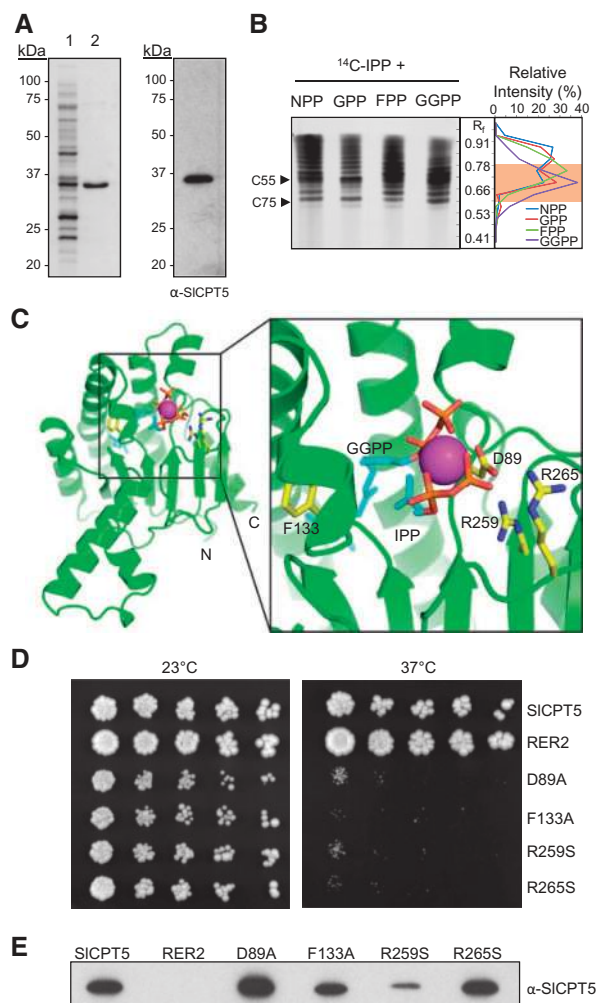 A
kDa 1 2
100
75
50
37
25
20
kDa
100
75
50
37
25
20
α-SlCPT5
B
¹⁴C-IPP +
NPP GPP FPP GGPP
C55
C75
Relative
Intensity (%)
0 10 20 30 40
Rf
0.91
0.78
0.66
0.53
0.41
NPP
GPP
FPP
GGPP
C
N
C
GGPP
D89
R265
F133
IPP
R259
D
23°C 37°C
SlCPT5
RER2
D89A
F133A
R259S
R265S
E
SlCPT5 RER2 D89A F133A R259S R265S
α-SlCPT5